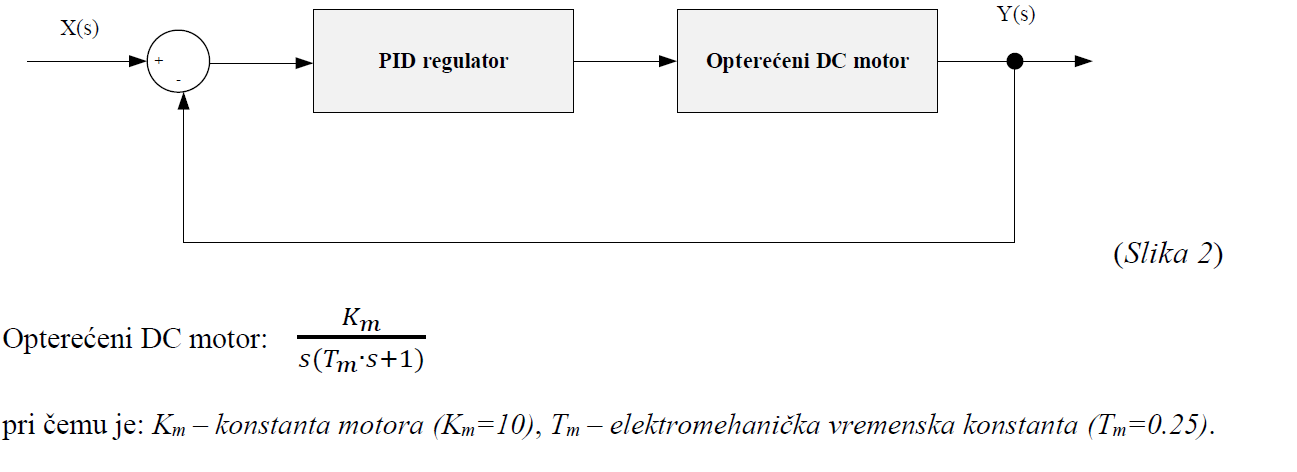 X(s)
Y(s)
+
-
PID regulator
Opterećeni DC motor
(Slika 2)
Opterećeni DC motor: K_m / s(T_m·s+1)
pri čemu je: K_m – konstanta motora (K_m=10), T_m – elektromehanička vremenska konstanta (T_m=0.25).